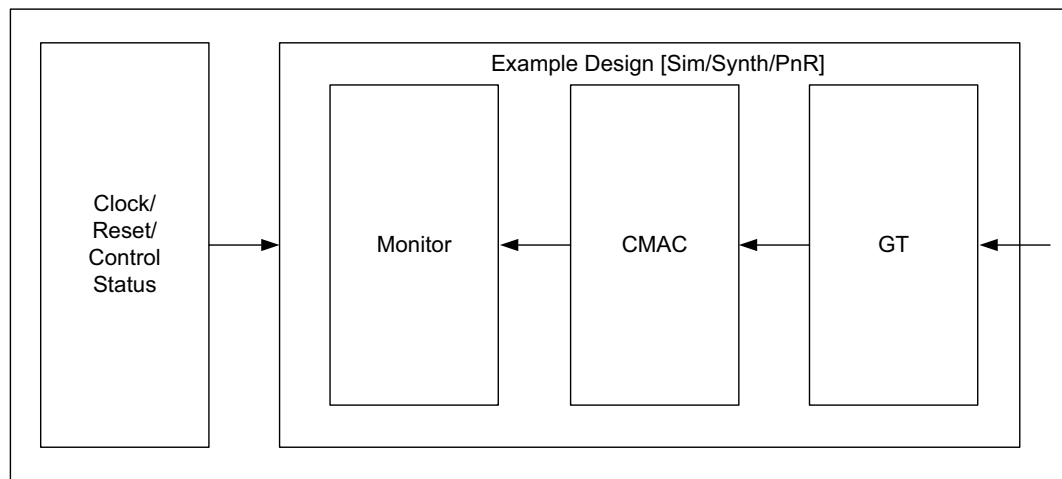 Example Design [Sim/Synth/PnR]
Clock/
Reset/
Control
Status
Monitor
CMAC
GT